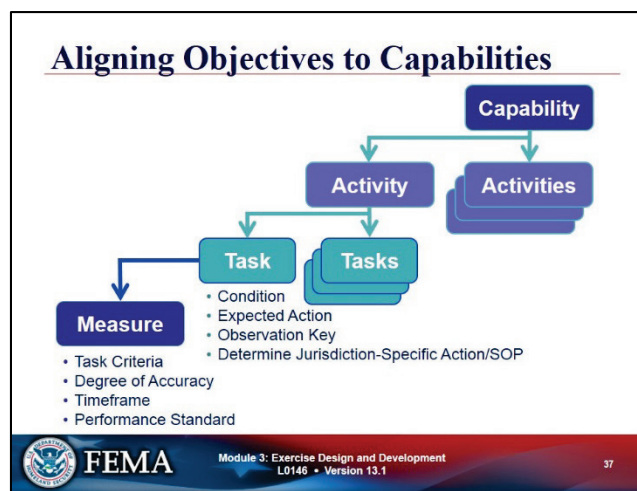 Aligning Objectives to Capabilities
Capability
Activity
Activities
Task
Tasks
• Condition
• Expected Action
• Observation Key
• Determine Jurisdiction-Specific Action/SOP
Measure
• Task Criteria
• Degree of Accuracy
• Timeframe
• Performance Standard
FEMA
Module 3: Exercise Design and Development
L0146 • Version 13.1
37